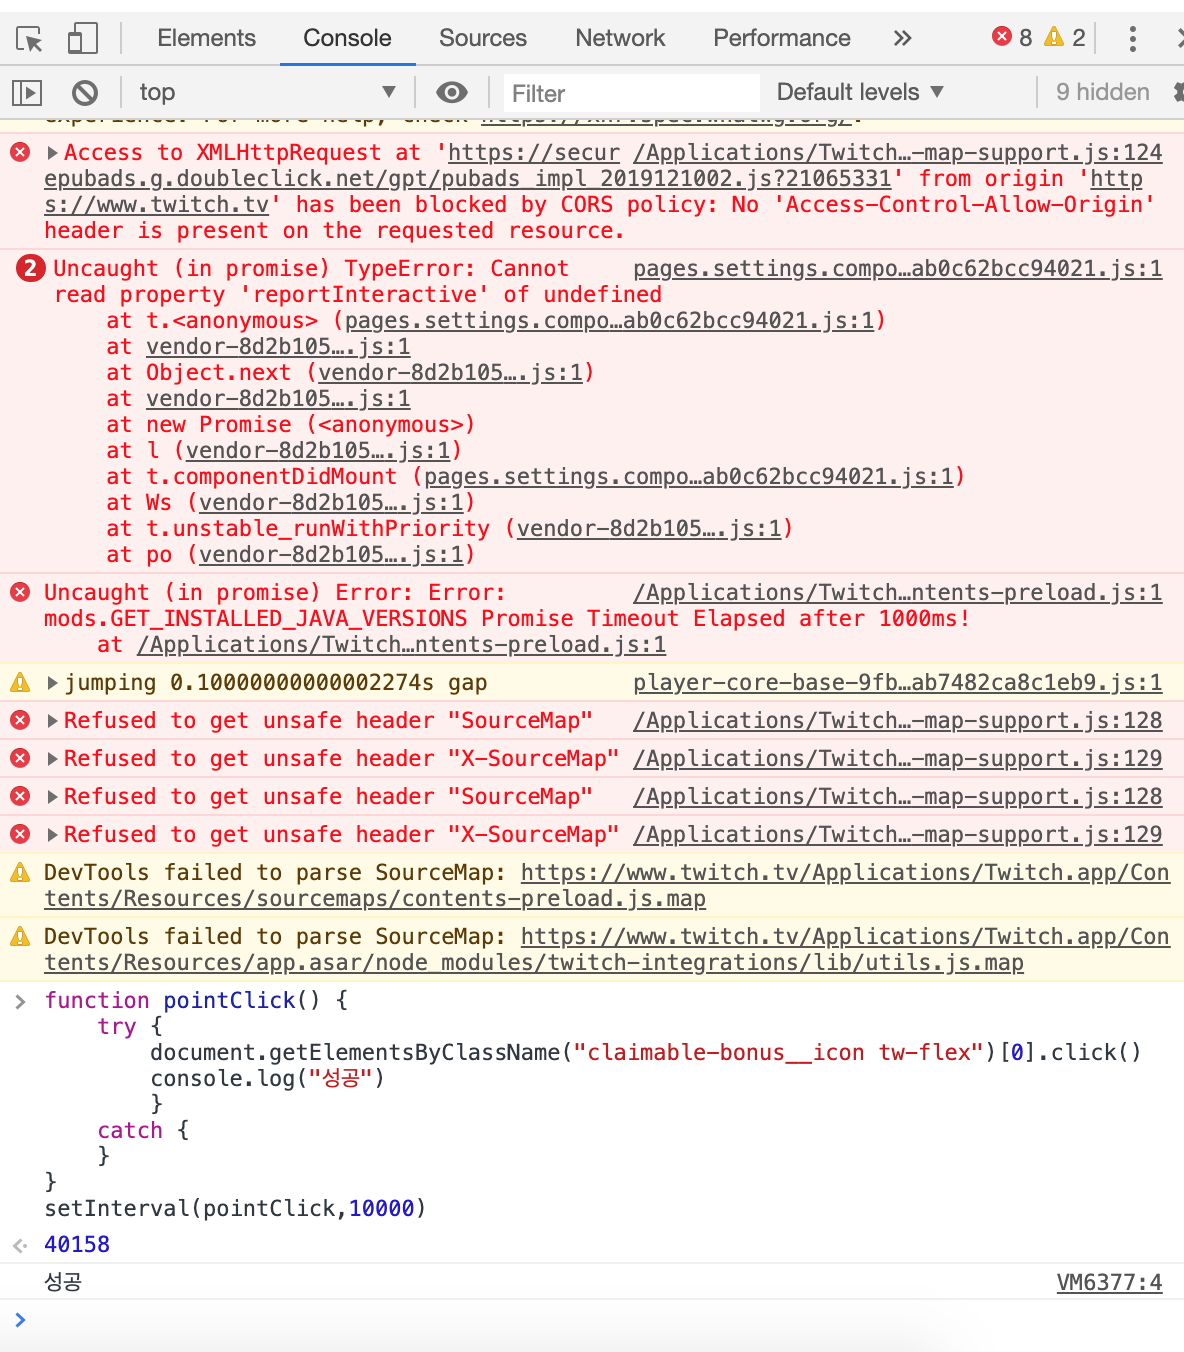 Elements Console Sources Network Performance » 8 2
top Filter Default levels ▼ 9 hidden
experience. For more help, check https://xhr.spec.whatwg.org/.
Access to XMLHttpRequest at 'https://secur /Applications/Twitch…-map-support.js:124
epubads.g.doubleclick.net/gpt/pubads_impl_2019121002.js?21065331' from origin 'http
s://www.twitch.tv' has been blocked by CORS policy: No 'Access-Control-Allow-Origin'
header is present on the requested resource.
2 Uncaught (in promise) TypeError: Cannot pages.settings.compo…ab0c62bcc94021.js:1
read property 'reportInteractive' of undefined
at t.<anonymous> (pages.settings.compo…ab0c62bcc94021.js:1)
at vendor-8d2b105….js:1
at Object.next (vendor-8d2b105….js:1)
at vendor-8d2b105….js:1
at new Promise (<anonymous>)
at l (vendor-8d2b105….js:1)
at t.componentDidMount (pages.settings.compo…ab0c62bcc94021.js:1)
at Ws (vendor-8d2b105….js:1)
at t.unstable_runWithPriority (vendor-8d2b105….js:1)
at po (vendor-8d2b105….js:1)
Uncaught (in promise) Error: Error: /Applications/Twitch…ntents-preload.js:1
mods.GET_INSTALLED_JAVA_VERSIONS Promise Timeout Elapsed after 1000ms!
at /Applications/Twitch…ntents-preload.js:1
jumping 0.10000000000002274s gap player-core-base-9fb…ab7482ca8c1eb9.js:1
Refused to get unsafe header "SourceMap" /Applications/Twitch…-map-support.js:128
Refused to get unsafe header "X-SourceMap" /Applications/Twitch…-map-support.js:129
Refused to get unsafe header "SourceMap" /Applications/Twitch…-map-support.js:128
Refused to get unsafe header "X-SourceMap" /Applications/Twitch…-map-support.js:129
DevTools failed to parse SourceMap: https://www.twitch.tv/Applications/Twitch.app/Con
tents/Resources/sourcemaps/contents-preload.js.map
DevTools failed to parse SourceMap: https://www.twitch.tv/Applications/Twitch.app/Con
tents/Resources/app.asar/node_modules/twitch-integrations/lib/utils.js.map
function pointClick() {
try {
document.getElementsByClassName("claimable-bonus__icon tw-flex")[0].click()
console.log("성공")
}
catch {
}
}
setInterval(pointClick,10000)
40158
성공 VM6377:4